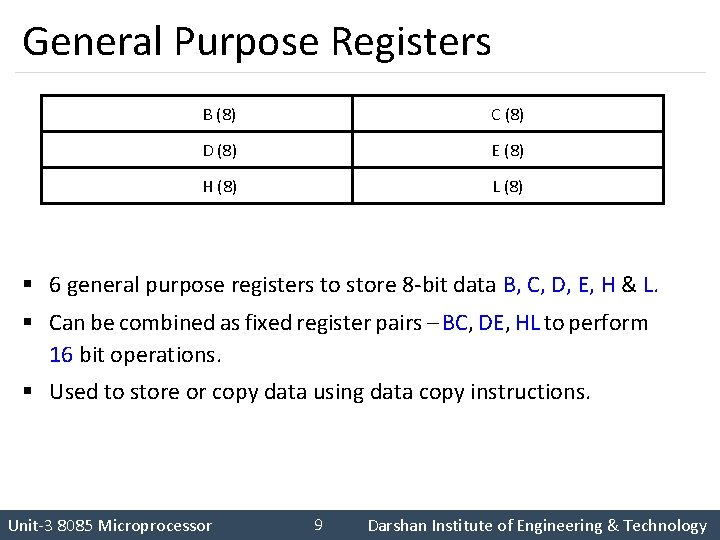 General Purpose Registers
B (8) C (8)
D (8) E (8)
H (8) L (8)
▪ 6 general purpose registers to store 8-bit data B, C, D, E, H & L.
▪ Can be combined as fixed register pairs – BC, DE, HL to perform
16 bit operations.
▪ Used to store or copy data using data copy instructions.
Unit-3 8085 Microprocessor 9 Darshan Institute of Engineering & Technology